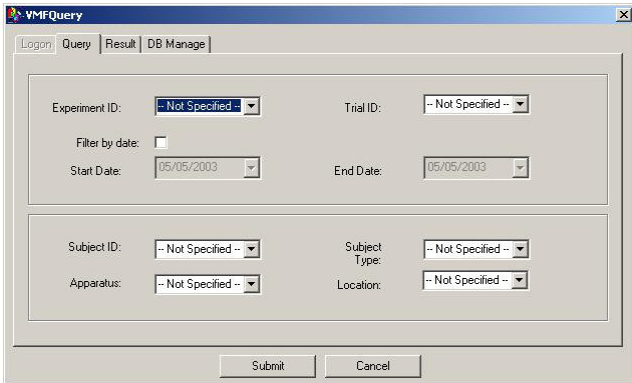 VMFQuery
Logon Query Result DB Manage
Experiment ID: -- Not Specified -- Trial ID: -- Not Specified --
Filter by date:
Start Date: 05/05/2003 End Date: 05/05/2003
Subject ID: -- Not Specified -- Subject Type: -- Not Specified --
Apparatus: -- Not Specified -- Location: -- Not Specified --
Submit Cancel